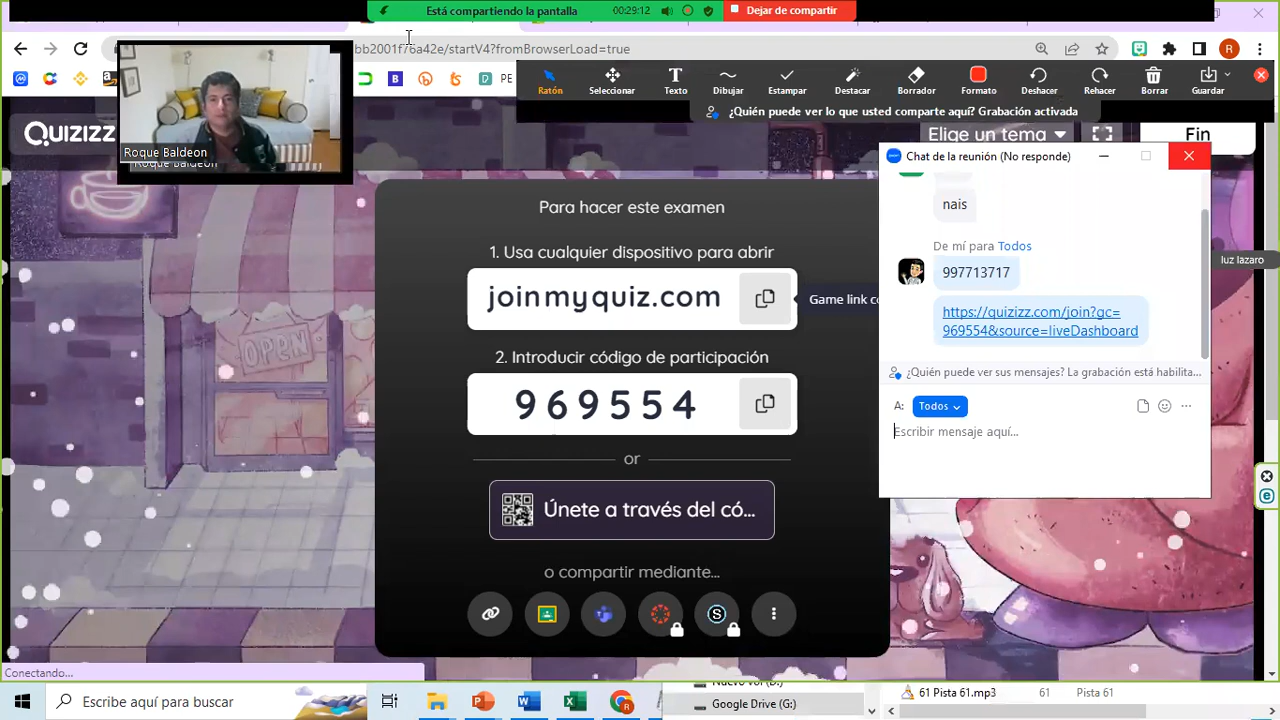 Está compartiendo la pantalla
00:29:12
Dejar de compartir
bb2001f76a42e/startV4?fromBrowserLoad=true
R
PE
Ratón
Seleccionar
Texto
Dibujar
Estampar
Destacar
Borrador
Formato
Deshacer
Rehacer
Borrar
Guardar
¿Quién puede ver lo que usted comparte aquí? Grabación activada
Roque Baldeon
Roque Baldeon
Quizizz
Elige un tema
Fin
Para hacer este examen
1. Usa cualquier dispositivo para abrir
joinmyquiz.com
Game link co
2. Introducir código de participación
969554
or
Únete a través del có...
o compartir mediante...
Chat de la reunión (No responde)
nais
De mí para Todos
997713717
https://quizizz.com/join?gc=
969554&source=liveDashboard
¿Quién puede ver sus mensajes? La grabación está habilita...
A: Todos
Escribir mensaje aquí...
luz lazaro
OPEN
Conectando...
Escribe aquí para buscar
Nuevo vol (D:)
Google Drive (G:)
61 Pista 61.mp3
61
Pista 61